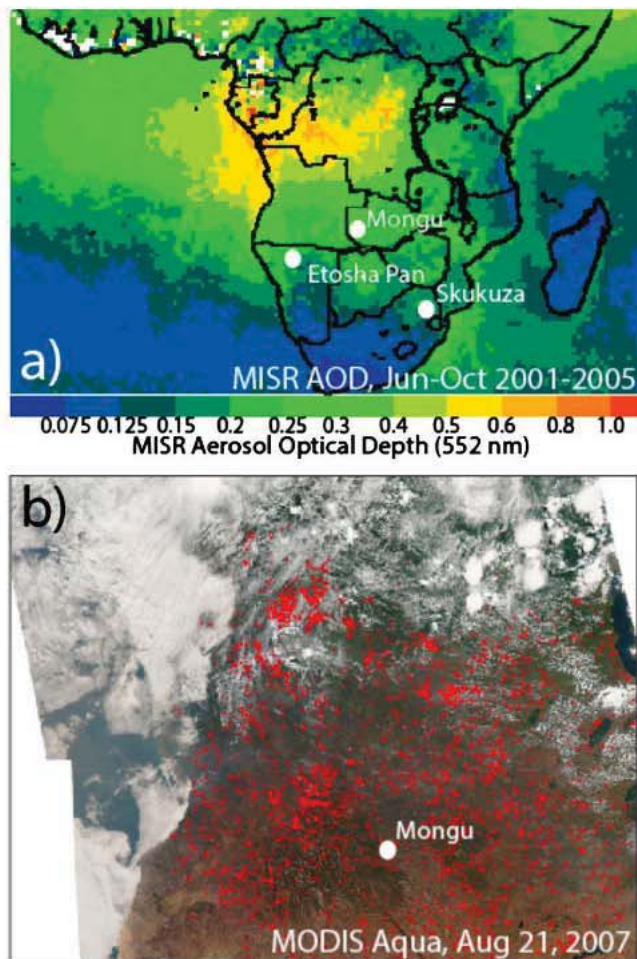 Mongu
Etosha Pan
Skukuza
a)
MISR AOD, Jun-Oct 2001-2005
0.075 0.125 0.15 0.2 0.25 0.3 0.4 0.5 0.6 0.8 1.0
MISR Aerosol Optical Depth (552 nm)
b)
Mongu
MODIS Aqua, Aug 21, 2007